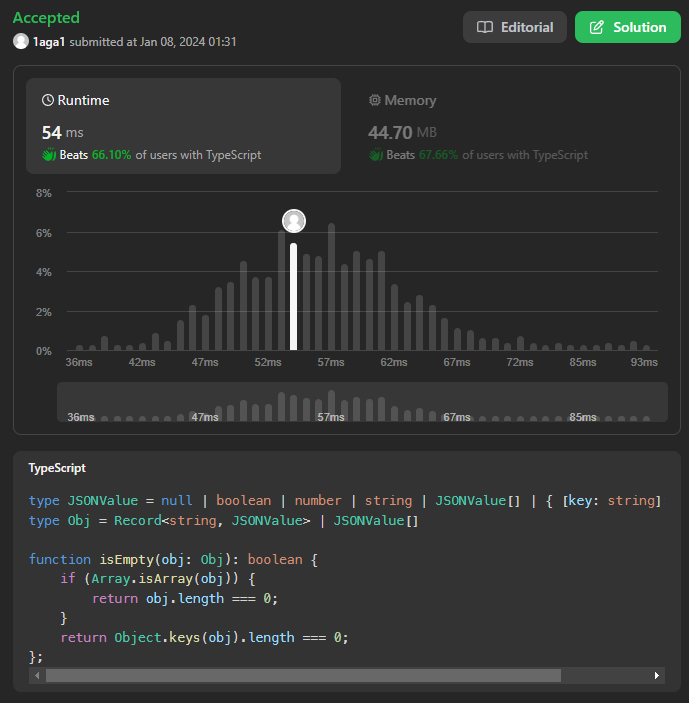 Accepted
1aga1 submitted at Jan 08, 2024 01:31
Editorial
Solution
Runtime
54 ms
Beats 66.10% of users with TypeScript
Memory
44.70 MB
Beats 67.66% of users with TypeScript
8%
6%
4%
2%
0%
36ms 42ms 47ms 52ms 57ms 62ms 67ms 72ms 85ms 93ms
36ms 47ms 57ms 67ms 85ms
TypeScript
type JSONValue = null | boolean | number | string | JSONValue[] | { [key: string]
type Obj = Record<string, JSONValue> | JSONValue[]
function isEmpty(obj: Obj): boolean {
    if (Array.isArray(obj)) {
        return obj.length === 0;
    }
    return Object.keys(obj).length === 0;
};